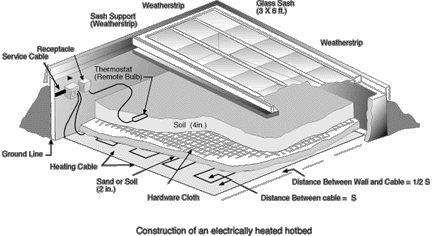 Weatherstrip
Glass Sash
(3 X 6 ft.)
Sash Support
(Weatherstrip)
Weatherstrip
Receptacle
Service Cable
Thermostat
(Remote Bulb)
Soil (4in.)
Ground Line
Heating Cable
Sand or Soil
(2 in.)
Hardware Cloth
Distance Between Wall and Cable = 1/2 S
Distance Between cable = S
Construction of an electrically heated hotbed